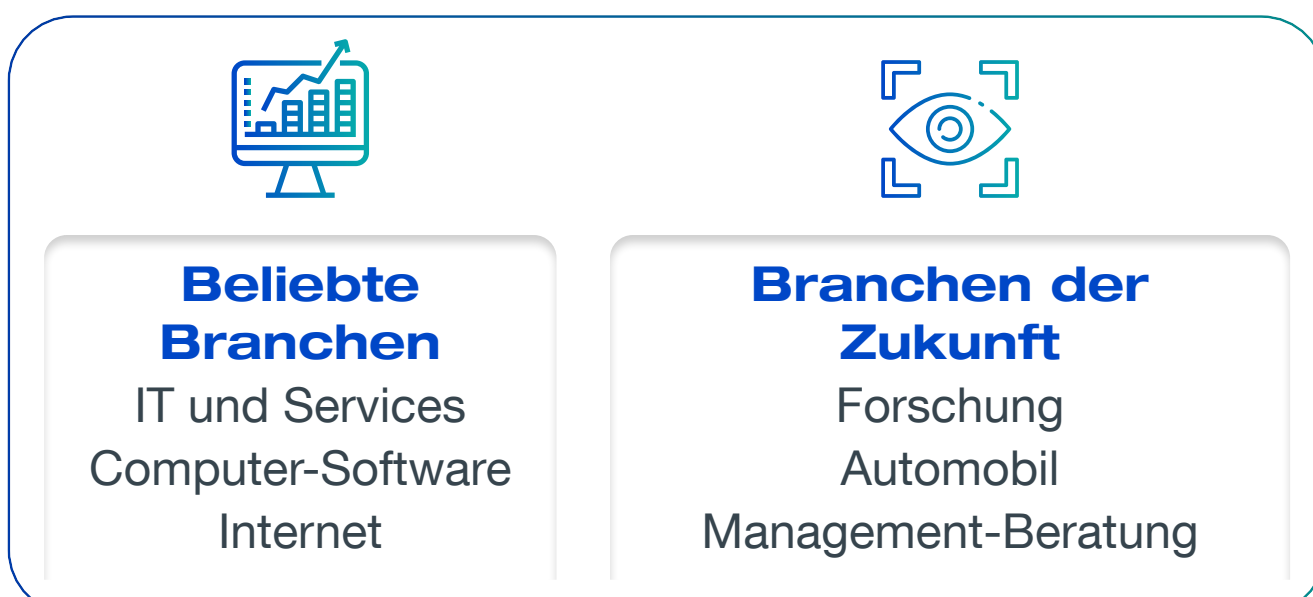 Beliebte
Branchen
IT und Services
Computer-Software
Internet
Branchen der
Zukunft
Forschung
Automobil
Management-Beratung